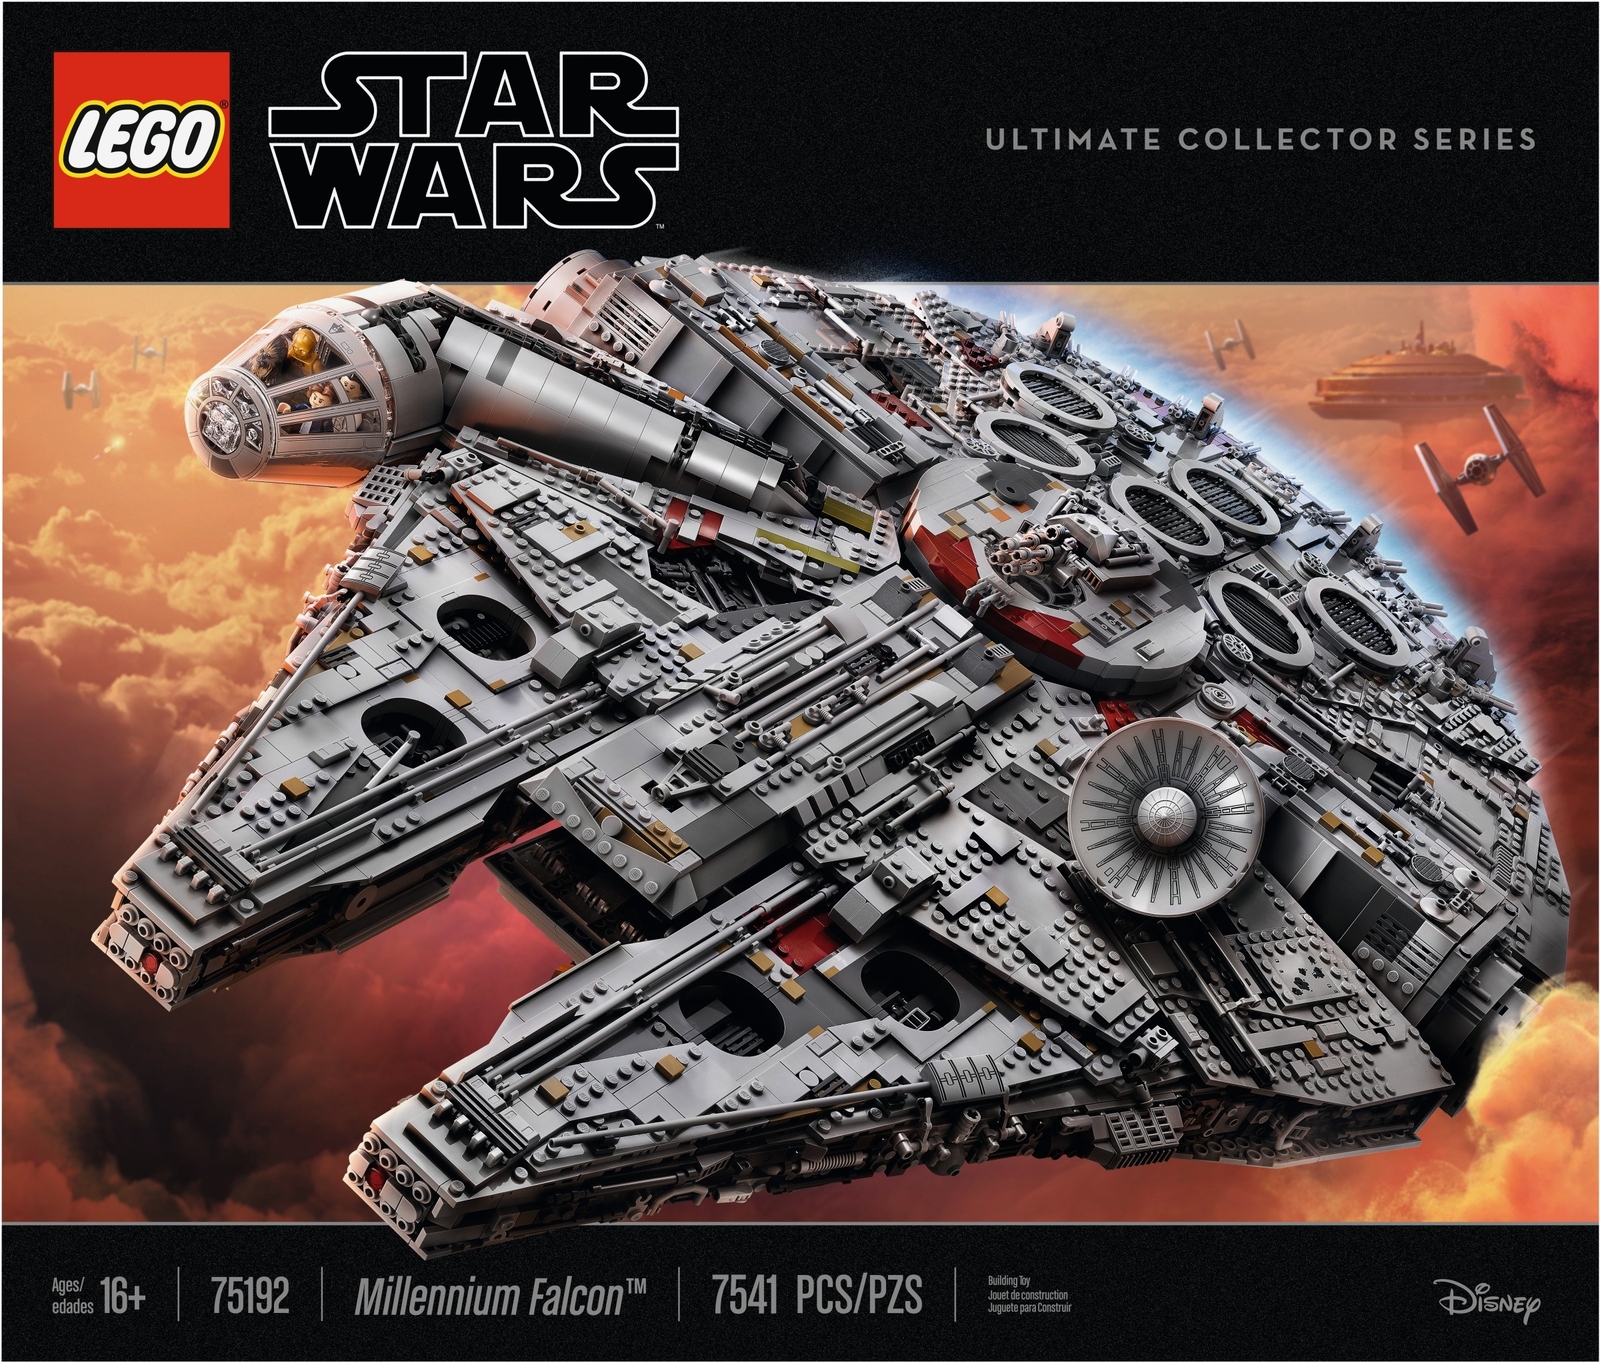 LEGO®
STAR
WARS™
ULTIMATE COLLECTOR SERIES
Ages/
edades 16+
75192
Millennium Falcon™
7541 PCS/PZS
Building Toy
Jouet de construction
Juguete para Construir
Disney